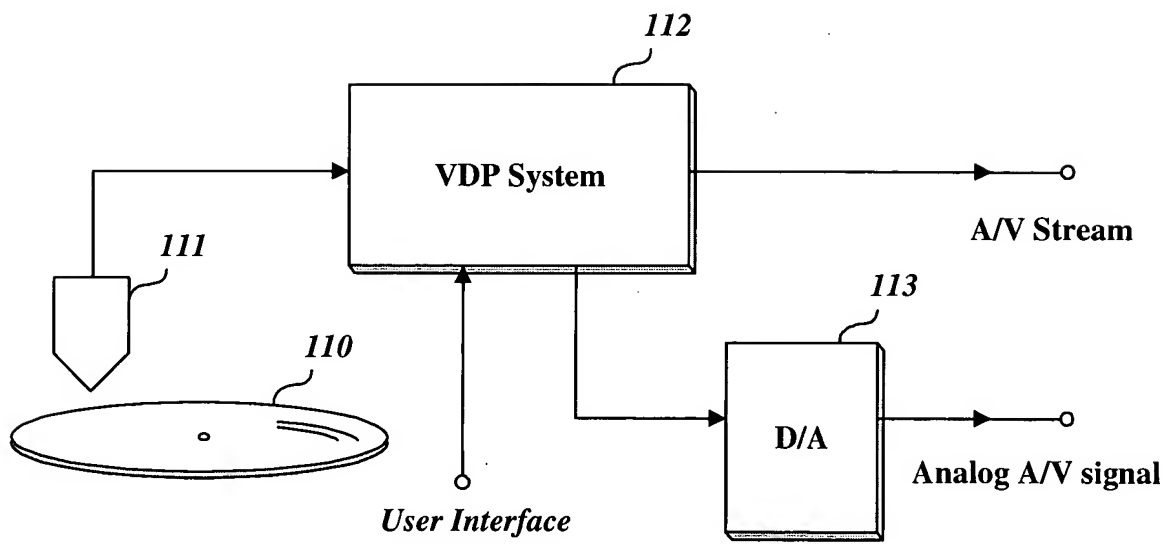 112
VDP System
A/V Stream
111
113
110
D/A
Analog A/V signal
User Interface